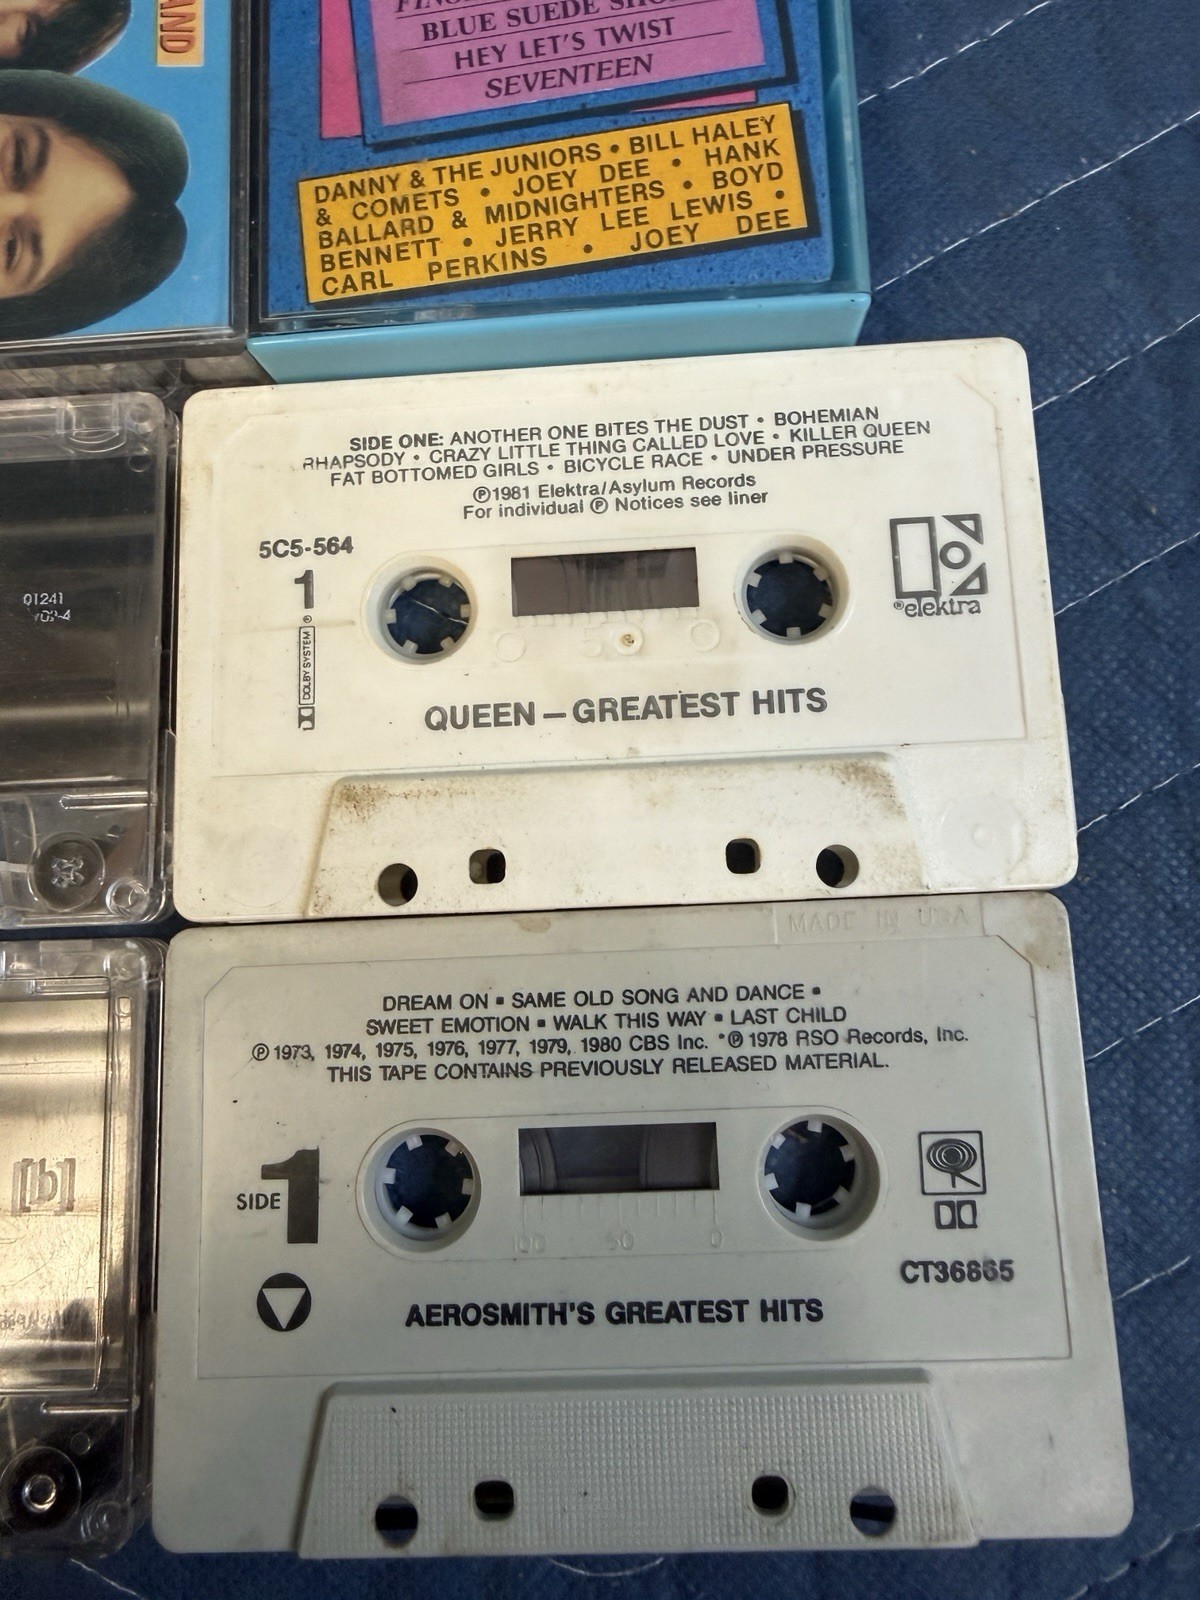 AND
BLUE SUEDE
HEY LET'S TWIST
SEVENTEEN
DANNY & THE JUNIORS • BILL HALEY
& COMETS • JOEY DEE • HANK
BALLARD & MIDNIGHTERS • BOYD
BENNETT • JERRY LEE LEWIS •
CARL PERKINS • JOEY DEE
SIDE ONE: ANOTHER ONE BITES THE DUST • BOHEMIAN
RHAPSODY • CRAZY LITTLE THING CALLED LOVE • KILLER QUEEN
FAT BOTTOMED GIRLS • BICYCLE RACE • UNDER PRESSURE
Ⓟ1981 Elektra/Asylum Records
For individual Ⓟ Notices see liner
5C5-564
1
DOLBY SYSTEM ®
® elektra
50
QUEEN – GREATEST HITS
01241
MADE IN USA
DREAM ON ▪ SAME OLD SONG AND DANCE ▪
SWEET EMOTION ▪ WALK THIS WAY ▪ LAST CHILD
Ⓟ 1973, 1974, 1975, 1976, 1977, 1979, 1980 CBS Inc. *Ⓟ 1978 RSO Records, Inc.
THIS TAPE CONTAINS PREVIOUSLY RELEASED MATERIAL.
SIDE 1
100 50 0
CT36865
AEROSMITH'S GREATEST HITS